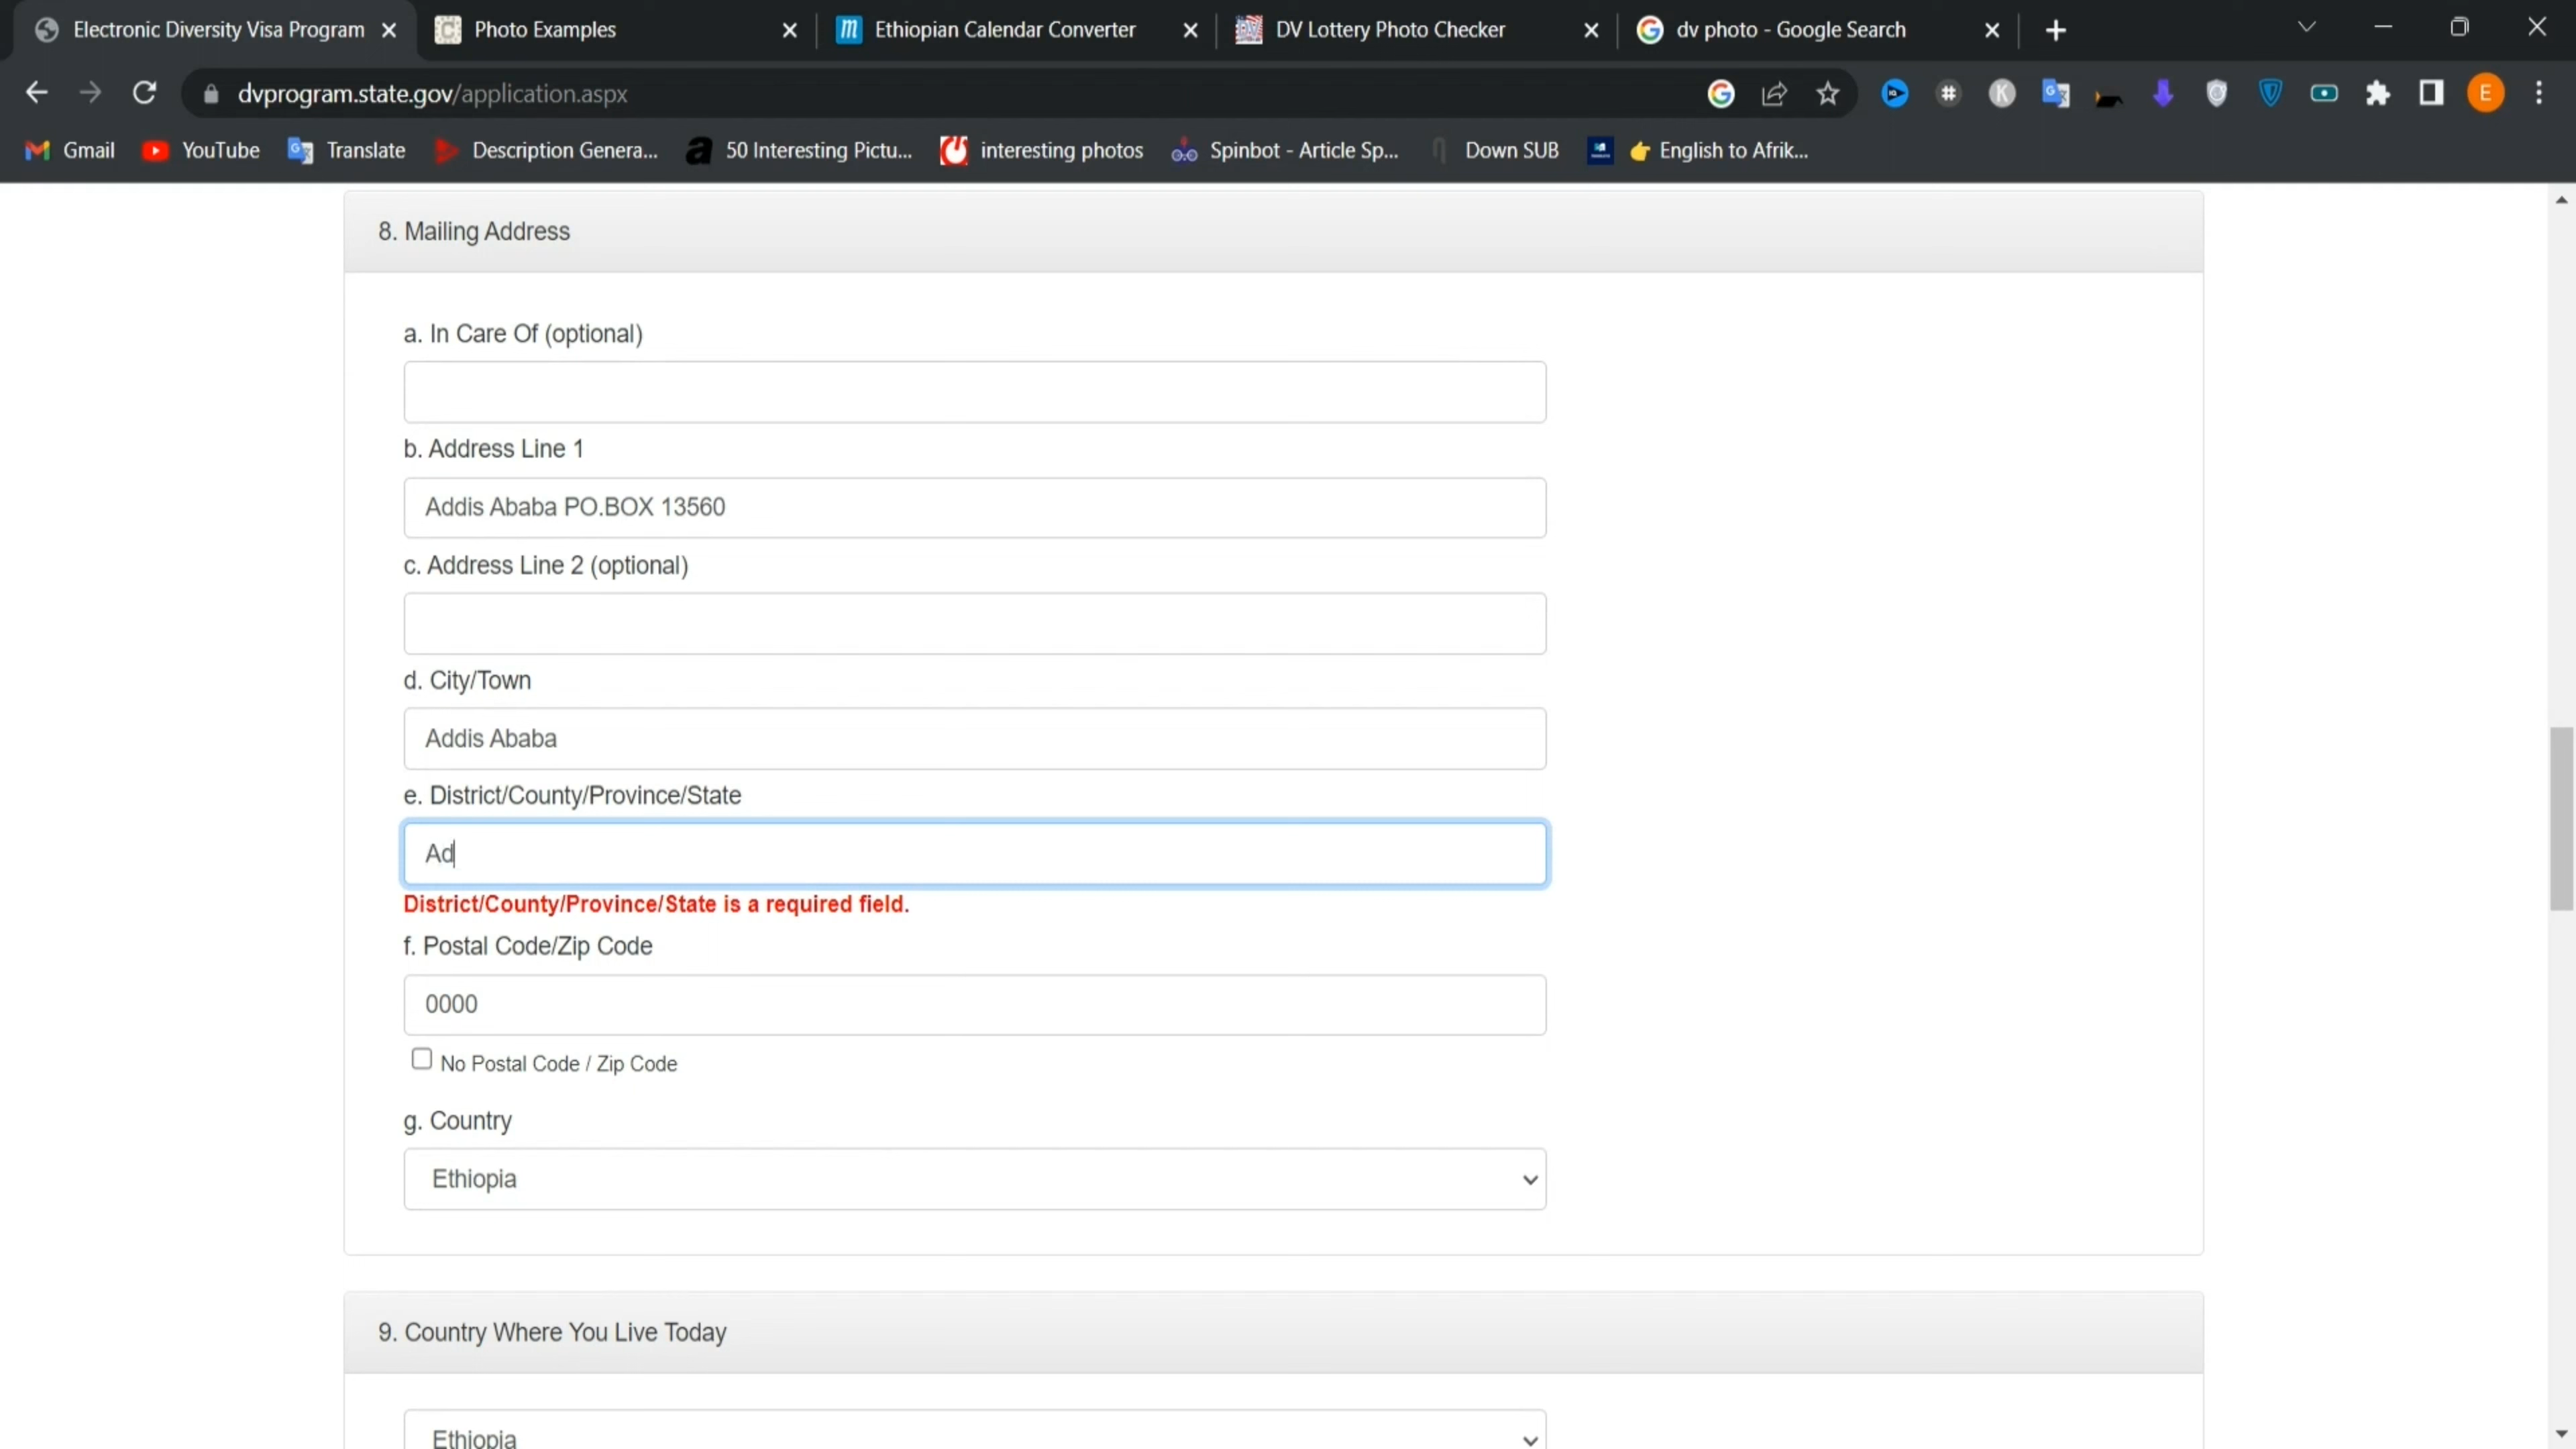 Electronic Diversity Visa Program
Photo Examples
Ethiopian Calendar Converter
DV Lottery Photo Checker
dv photo - Google Search
dvprogram.state.gov/application.aspx
E
Gmail
YouTube
Translate
Description Genera...
50 Interesting Pictu...
interesting photos
Spinbot - Article Sp...
Down SUB
👉 English to Afrik...
8. Mailing Address
a. In Care Of (optional)
b. Address Line 1
Addis Ababa PO.BOX 13560
c. Address Line 2 (optional)
d. City/Town
Addis Ababa
e. District/County/Province/State
Ad
District/County/Province/State is a required field.
f. Postal Code/Zip Code
0000
No Postal Code / Zip Code
g. Country
Ethiopia
9. Country Where You Live Today
Ethiopia